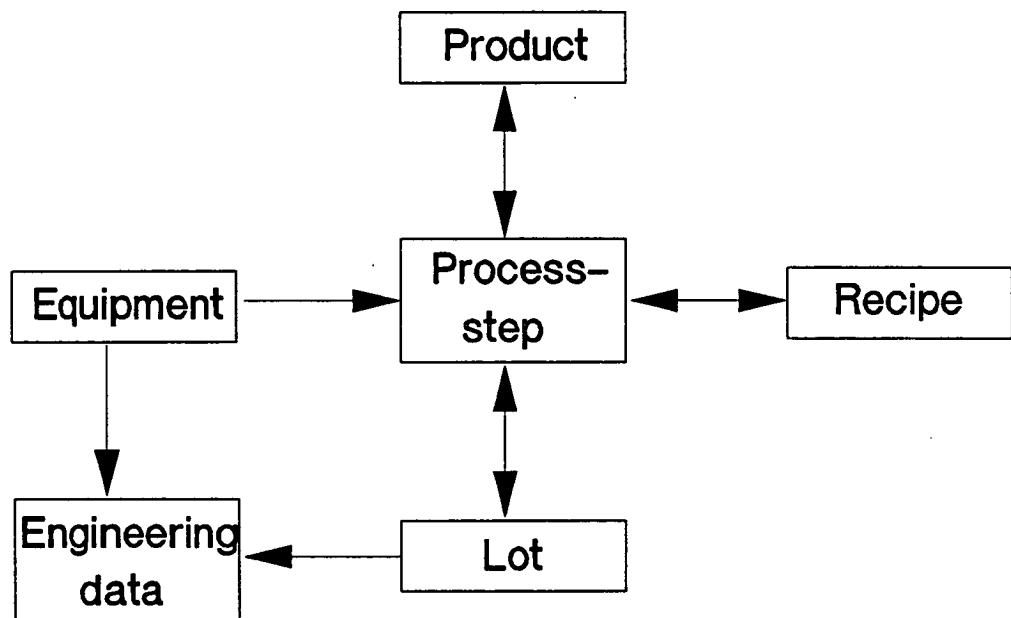 Product
Process-
step
Equipment
Recipe
Engineering
data
Lot